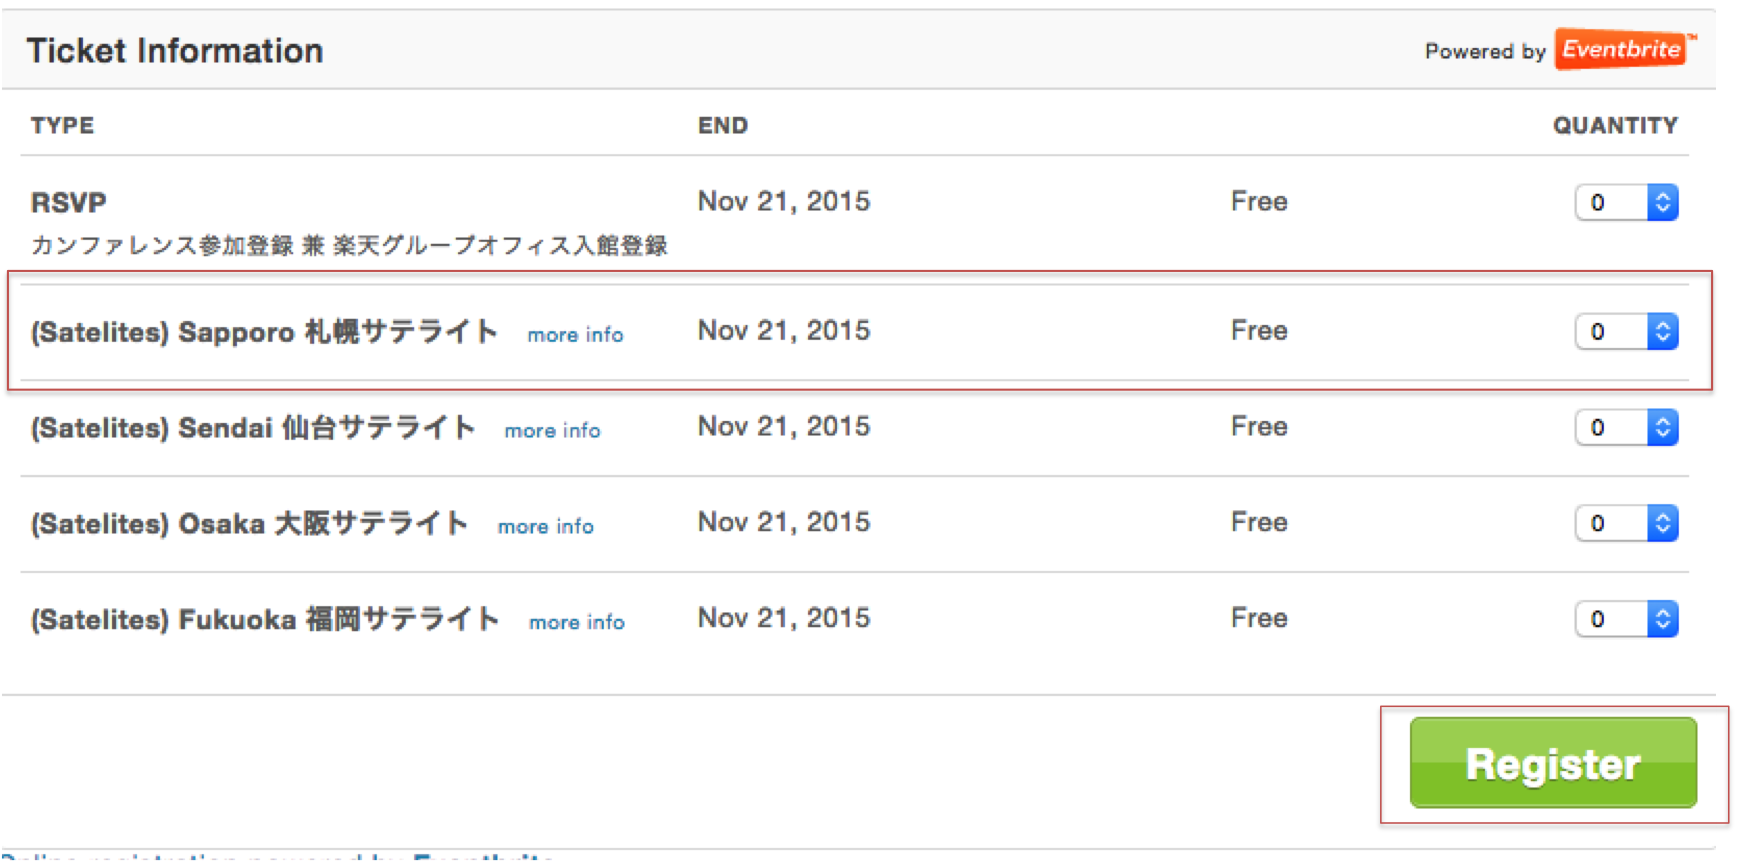 Ticket Information
Powered by Eventbrite™
TYPE END QUANTITY
RSVP Nov 21, 2015 Free 0
カンファレンス参加登録 兼 楽天グループオフィス入館登録
(Satelites) Sapporo 札幌サテライト more info Nov 21, 2015 Free 0
(Satelites) Sendai 仙台サテライト more info Nov 21, 2015 Free 0
(Satelites) Osaka 大阪サテライト more info Nov 21, 2015 Free 0
(Satelites) Fukuoka 福岡サテライト more info Nov 21, 2015 Free 0
Register
Online registration powered by Eventbrite